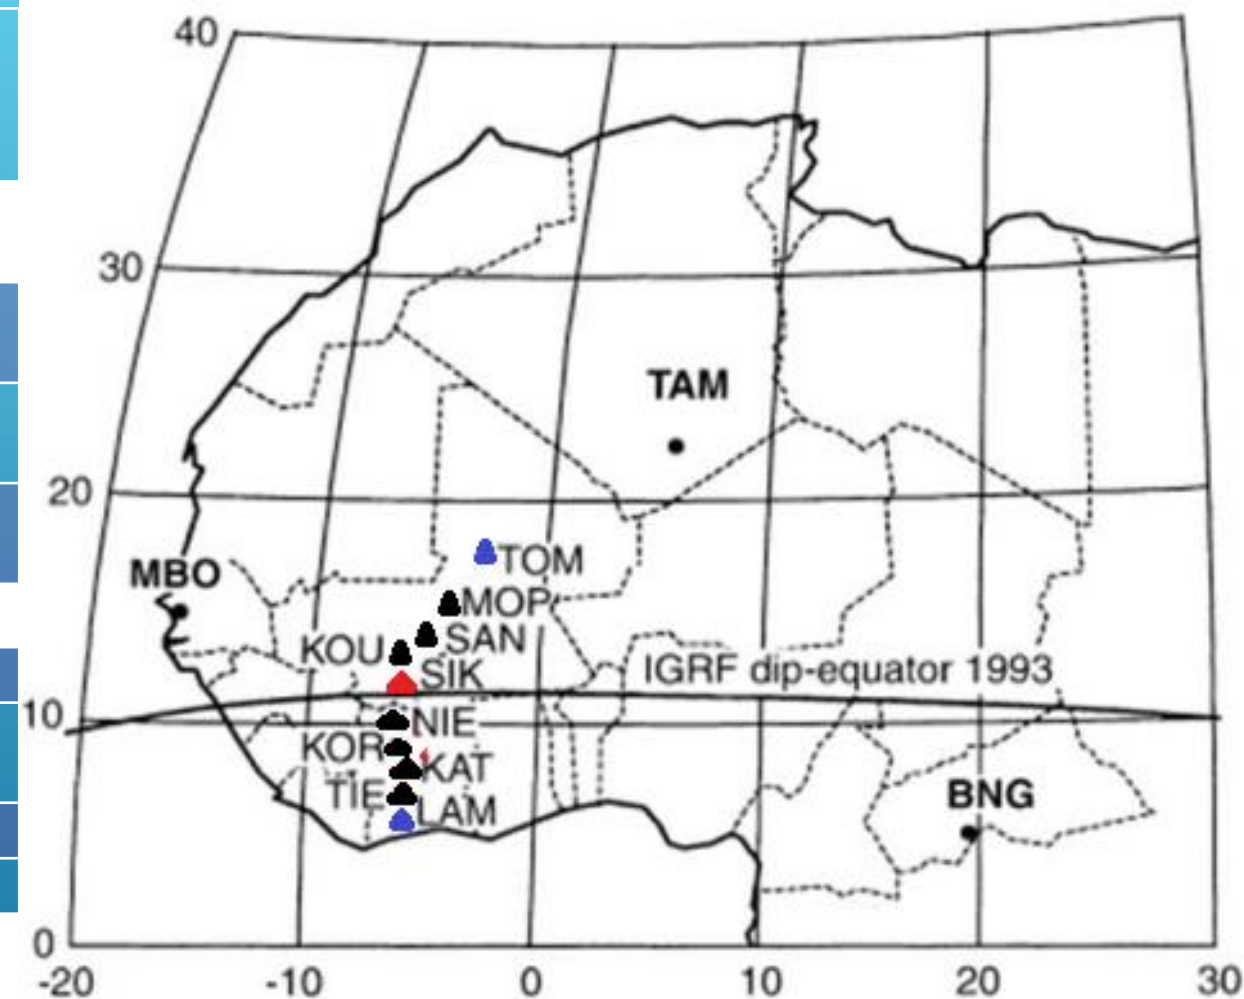 40
30
TAM
20
TOM
MBO
MOP
SAN
KOU
SIK
IGRF dip-equator 1993
10
NIE
KOR
KAT
TIE
BNG
LAM
0
-20 -10 0 10 20 30